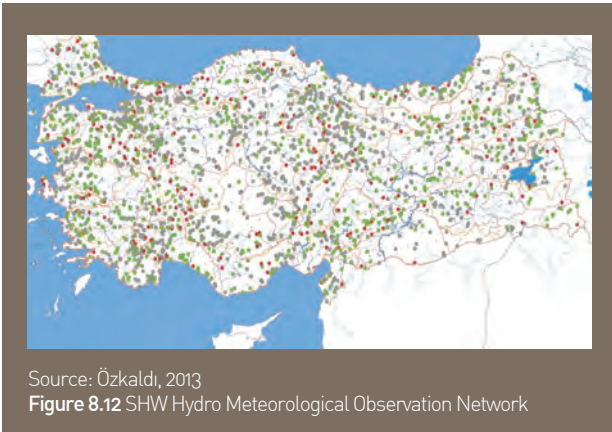 Source: Özkaldı, 2013
Figure 8.12 SHW Hydro Meteorological Observation Network